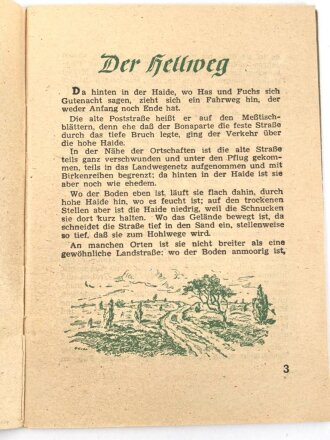 Der Hellweg
Da hinten in der Haide, wo Has und Fuchs sich
Gutenacht sagen, zieht sich ein Fahrweg hin, der
weder Anfang noch Ende hat.
Die alte Poststraße heißt er auf den Meßtisch-
blättern, denn ehe daß der Bonaparte die feste Straße
durch das tiefe Bruch legte, ging der Verkehr über
die hohe Haide.
In der Nähe der Ortschaften ist die alte Straße
teils ganz verschwunden und unter den Pflug gekom-
men, teils in das Landwegenetz aufgenommen und mit
Birkenreihen begrenzt; da hinten in der Haide ist sie
aber noch wie ehedem.
Wo der Boden eben ist, läuft sie flach dahin, durch
hohe Haide hin, wo es feucht ist; auf den trockenen
Stellen aber ist die Haide niedrig, weil die Schnucken
sie dort kurz halten. Wo das Gelände bewegt ist, da
schneidet die Straße tief in den Sand ein, stellenweise
so tief, daß sie zum Hohlwege wird.
An manchen Orten ist sie nicht breiter als eine
gewöhnliche Landstraße; wo der Boden anmoorig ist,
3